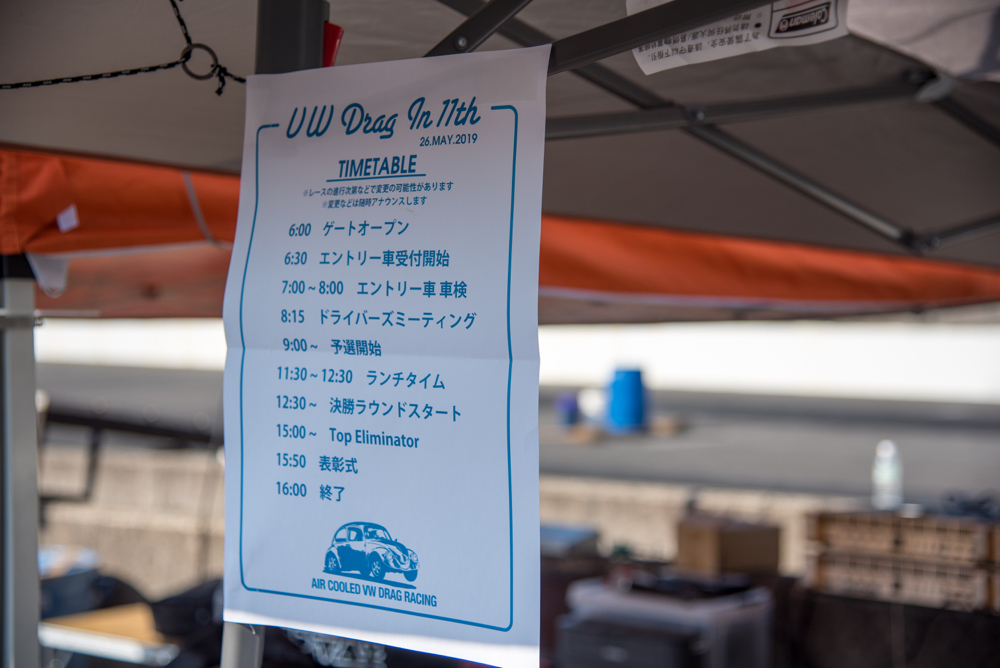 Coleman
VW Drag In 11th
26.MAY.2019
TIMETABLE
※レースの進行次第などで変更の可能性があります
※変更などは随時アナウンスします
6:00 ゲートオープン
6:30 エントリー車受付開始
7:00~8:00 エントリー車 車検
8:15 ドライバーズミーティング
9:00~ 予選開始
11:30~12:30 ランチタイム
12:30~ 決勝ラウンドスタート
15:00~ Top Eliminator
15:50 表彰式
16:00 終了
AIR COOLED VW DRAG RACING